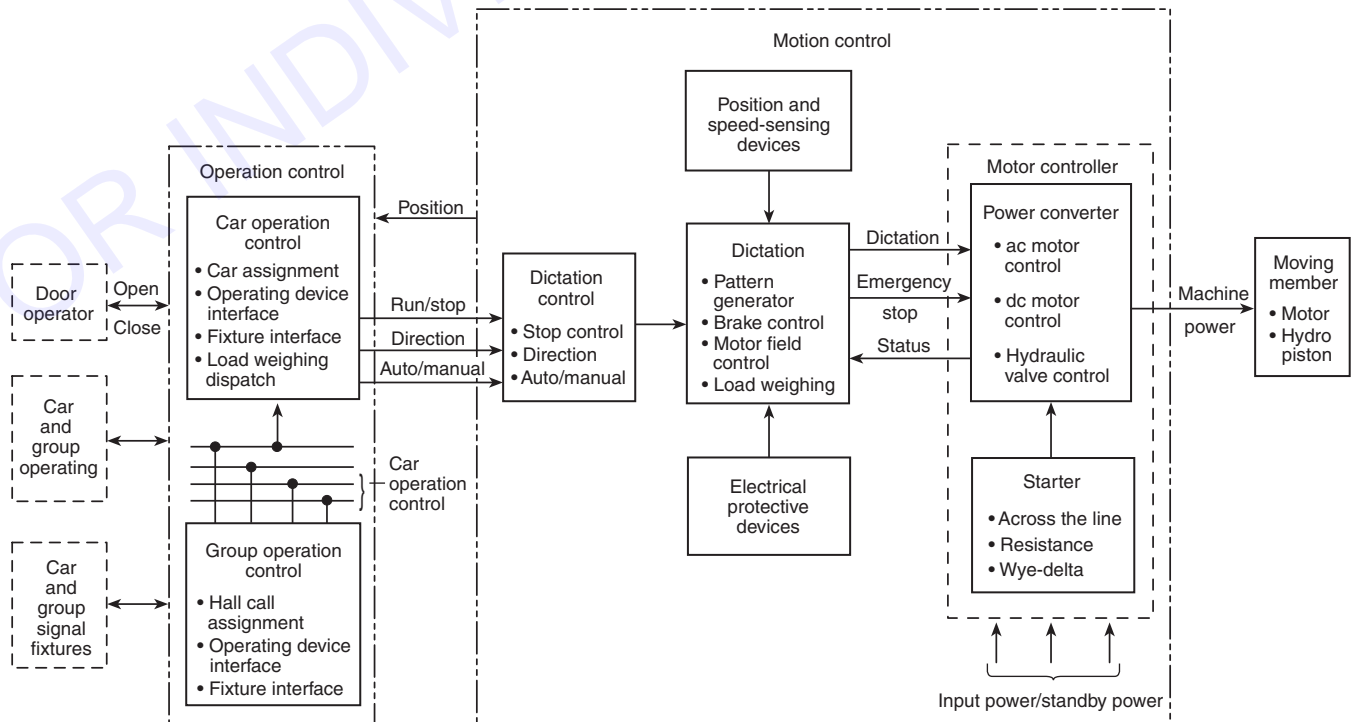 OR INDIV
Motion control
Position and
speed-sensing
devices
Operation control
Motor controller
Car operation
control
• Car assignment
• Operating device
interface
• Fixture interface
• Load weighing
dispatch
Position
Power converter
• ac motor
control
• dc motor
control
• Hydraulic
valve control
Door
operator
Open
Close
Run/stop
Direction
Auto/manual
Dictation
control
• Stop control
• Direction
• Auto/manual
Dictation
• Pattern
generator
• Brake control
• Motor field
control
• Load weighing
Dictation
Emergency
stop
Status
Machine
power
Moving
member
• Motor
• Hydro
piston
Car
and
group
operating
Car
operation
control
Electrical
protective
devices
Starter
• Across the line
• Resistance
• Wye-delta
Car
and
group
signal
fixtures
Group operation
control
• Hall call
assignment
• Operating device
interface
• Fixture interface
Input power/standby power